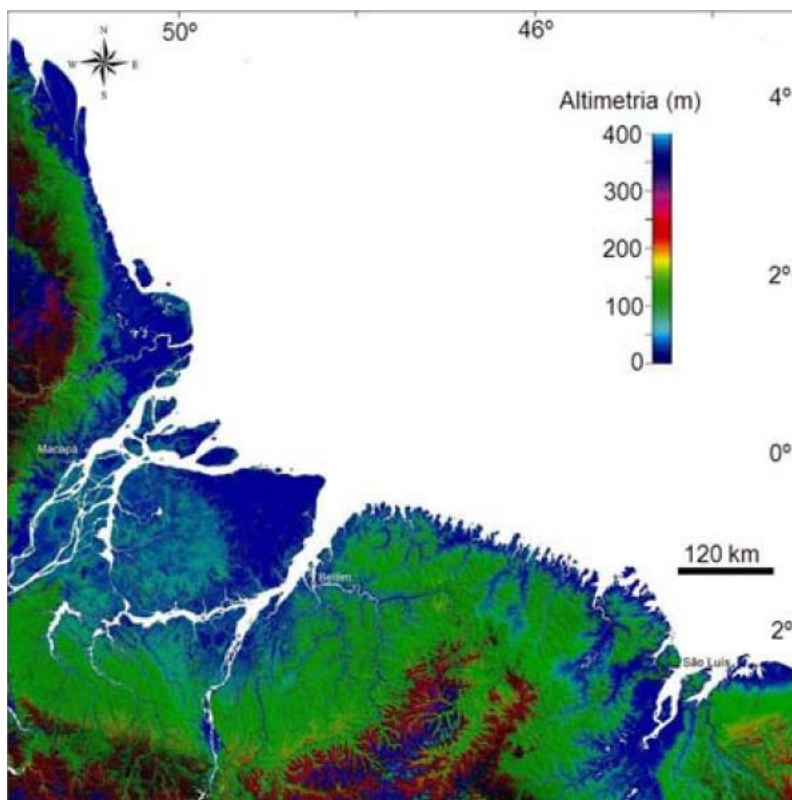 50º
46º
N
W E
S
Altimetria (m)
4º
400
300
200
2º
100
0
Macapá
0º
120 km
Belém
2º
São Luís